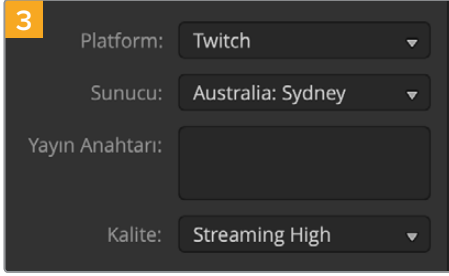 3
Platform: Twitch
Sunucu: Australia: Sydney
Yayın Anahtarı:
Kalite: Streaming High